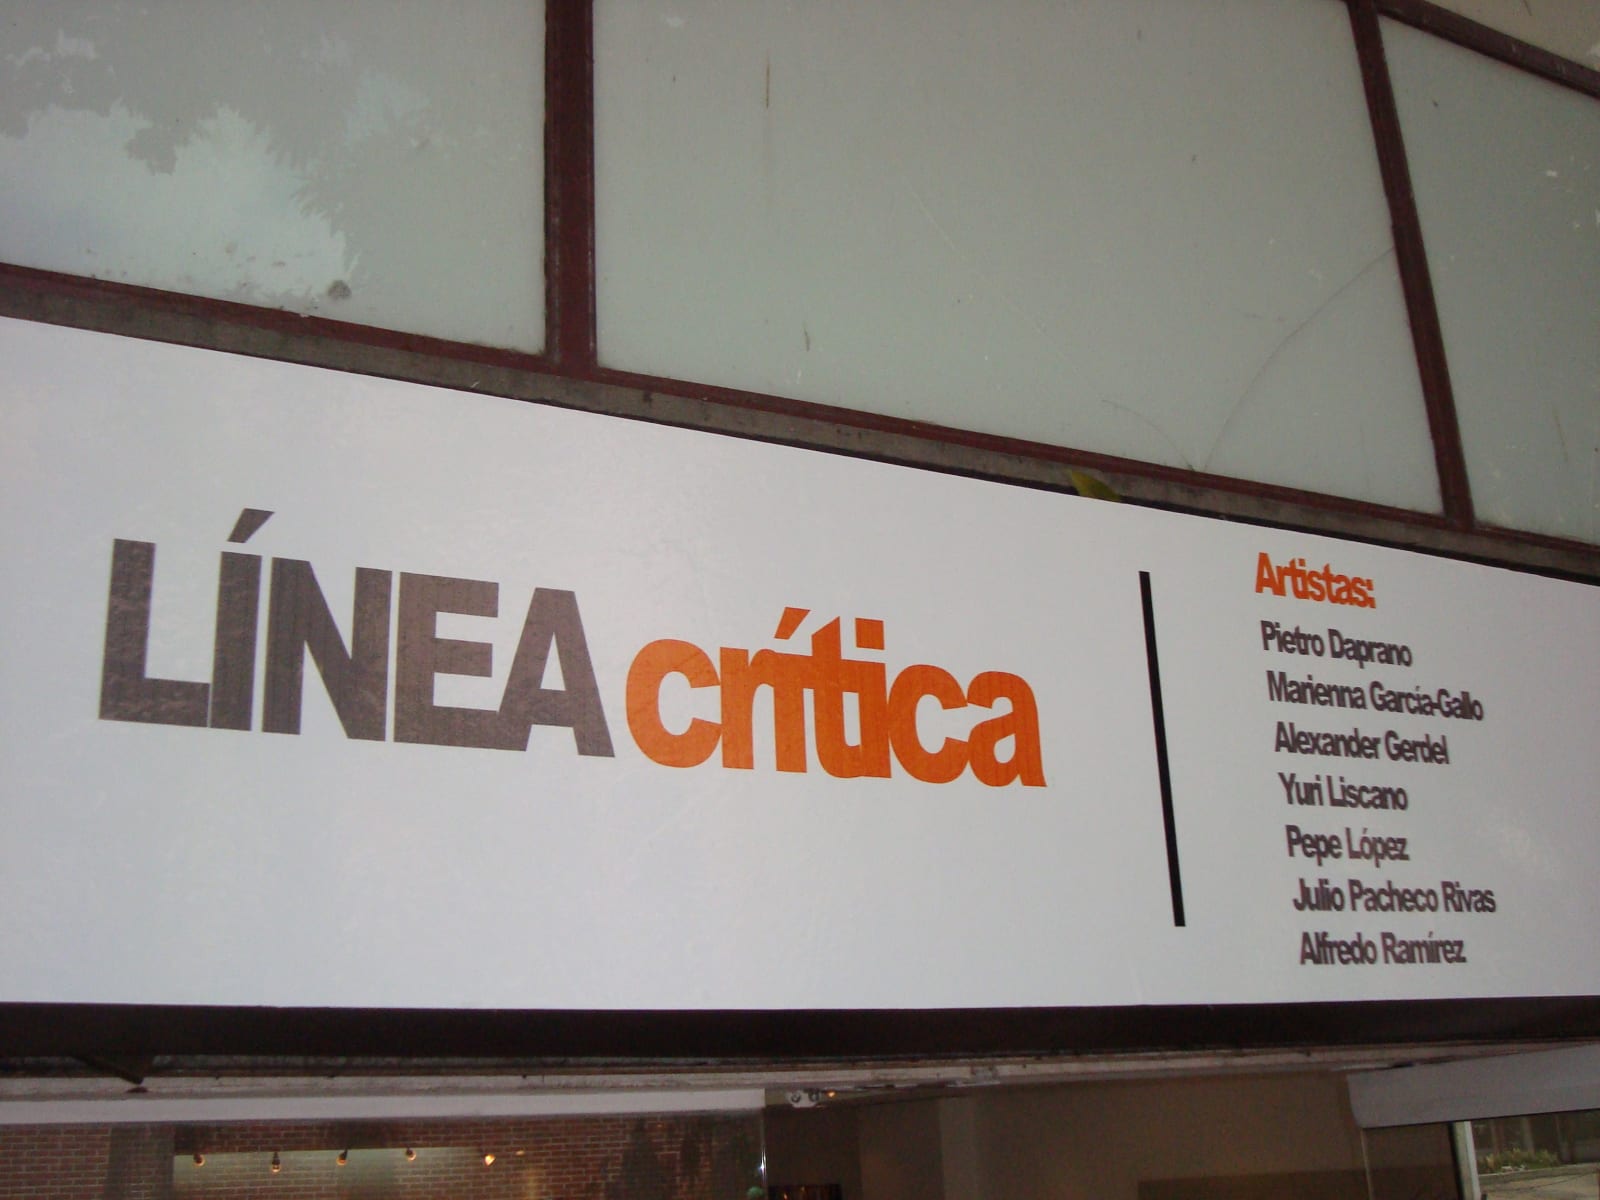 LÍNEA crítica
Artistas:
Pietro Daprano
Marienna García-Gallo
Alexander Gerdel
Yuri Liscano
Pepe López
Julio Pacheco Rivas
Alfredo Ramírez